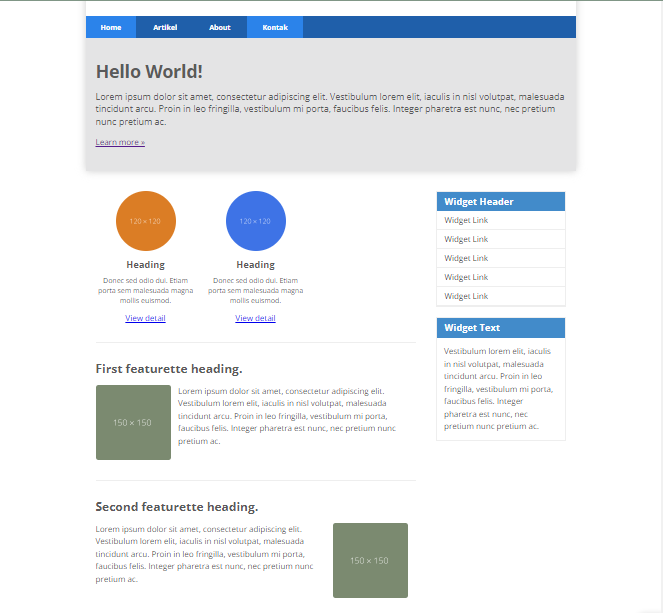 Home Artikel About Kontak
Hello World!
Lorem ipsum dolor sit amet, consectetur adipiscing elit. Vestibulum lorem elit, iaculis in nisl volutpat, malesuada
tincidunt arcu. Proin in leo fringilla, vestibulum mi porta, faucibus felis. Integer pharetra est nunc, nec pretium
nunc pretium ac.
Learn more »
120 × 120
120 × 120
Heading
Heading
Donec sed odio dui. Etiam
porta sem malesuada magna
mollis euismod.
Donec sed odio dui. Etiam
porta sem malesuada magna
mollis euismod.
View detail
View detail
First featurette heading.
150 × 150
Lorem ipsum dolor sit amet, consectetur adipiscing elit.
Vestibulum lorem elit, iaculis in nisl volutpat, malesuada
tincidunt arcu. Proin in leo fringilla, vestibulum mi porta,
faucibus felis. Integer pharetra est nunc, nec pretium nunc
pretium ac.
Second featurette heading.
Lorem ipsum dolor sit amet, consectetur adipiscing elit.
Vestibulum lorem elit, iaculis in nisl volutpat, malesuada
tincidunt arcu. Proin in leo fringilla, vestibulum mi porta,
faucibus felis. Integer pharetra est nunc, nec pretium nunc
pretium ac.
150 × 150
Widget Header
Widget Link
Widget Link
Widget Link
Widget Link
Widget Link
Widget Text
Vestibulum lorem elit, iaculis
in nisl volutpat, malesuada
tincidunt arcu. Proin in leo
fringilla, vestibulum mi porta,
faucibus felis. Integer
pharetra est nunc, nec
pretium nunc pretium ac.